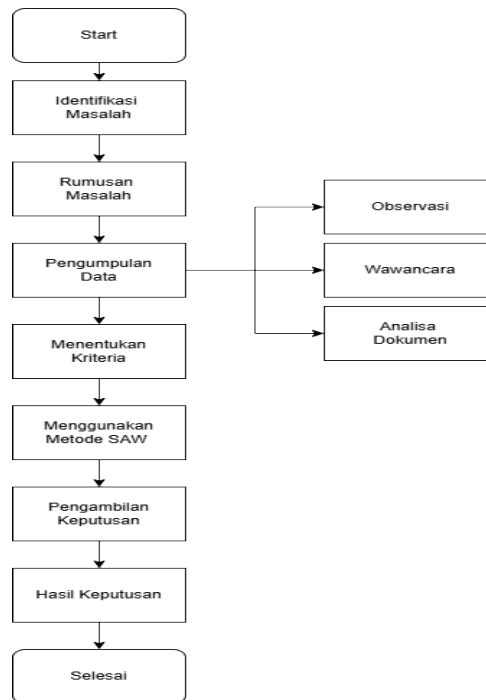 Start
Identifikasi
Masalah
Rumusan
Masalah
Pengumpulan
Data
Observasi
Wawancara
Analisa
Dokumen
Menentukan
Kriteria
Menggunakan
Metode SAW
Pengambilan
Keputusan
Hasil Keputusan
Selesai